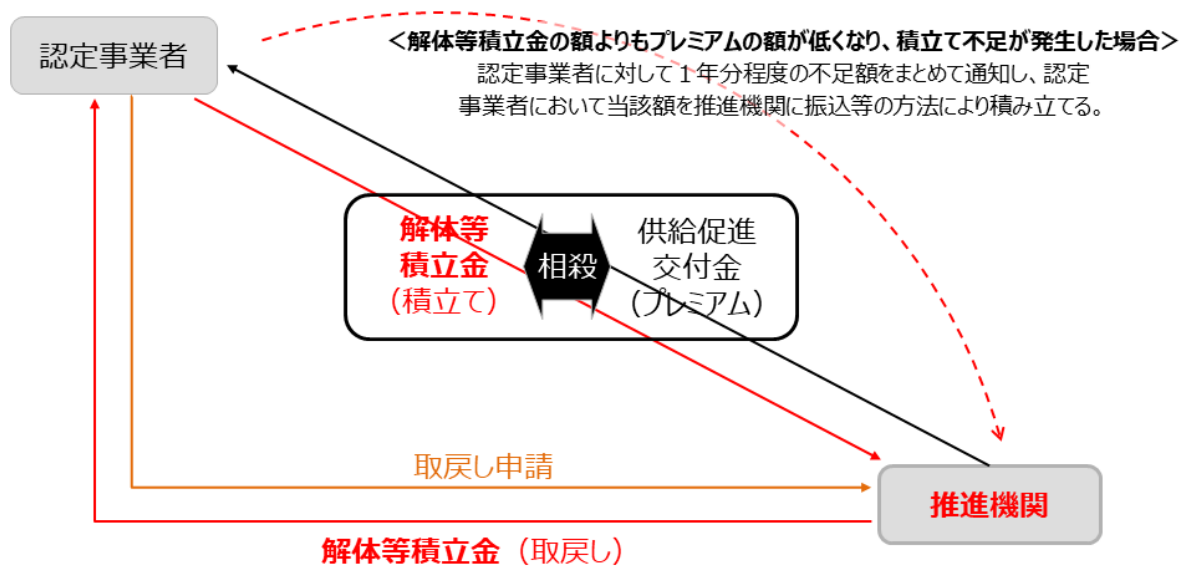 認定事業者
<解体等積立金の額よりもプレミアムの額が低くなり、積立て不足が発生した場合>
認定事業者に対して1年分程度の不足額をまとめて通知し、認定
事業者において当該額を推進機関に振込等の方法により積み立てる。
解体等
積立金
(積立て)
相殺
供給促進
交付金
(プレミアム)
取戻し申請
推進機関
解体等積立金(取戻し)